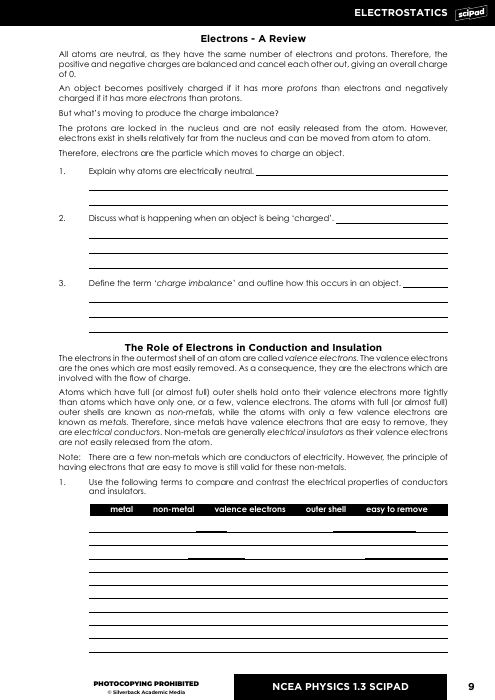 ELECTROSTATICS scipad
Electrons - A Review
All atoms are neutral, as they have the same number of electrons and protons. Therefore, the
positive and negative charges are balanced and cancel each other out, giving an overall charge
of 0.
An object becomes positively charged if it has more protons than electrons and negatively
charged if it has more electrons than protons.
But what's moving to produce the charge imbalance?
The protons are locked in the nucleus and are not easily released from the atom. However,
electrons exist in shells relatively far from the nucleus and can be moved from atom to atom.
Therefore, electrons are the particle which moves to charge an object.
1. Explain why atoms are electrically neutral.
2. Discuss what is happening when an object is being 'charged'.
3. Define the term 'charge imbalance' and outline how this occurs in an object.
The Role of Electrons in Conduction and Insulation
The electrons in the outermost shell of an atom are called valence electrons. The valence electrons
are the ones which are most easily removed. As a consequence, they are the electrons which are
involved with the flow of charge.
Atoms which have full (or almost full) outer shells hold onto their valence electrons more tightly
than atoms which have only one, or a few, valence electrons. The atoms with full (or almost full)
outer shells are known as non-metals, while the atoms with only a few valence electrons are
known as metals. Therefore, since metals have valence electrons that are easy to remove, they
are electrical conductors. Non-metals are generally electrical insulators as their valence electrons
are not easily released from the atom.
Note: There are a few non-metals which are conductors of electricity. However, the principle of
having electrons that are easy to move is still valid for these non-metals.
1. Use the following terms to compare and contrast the electrical properties of conductors
and insulators.
metal non-metal valence electrons outer shell easy to remove
PHOTOCOPYING PROHIBITED
© Silverback Academic Media
NCEA PHYSICS 1.3 SCIPAD 9